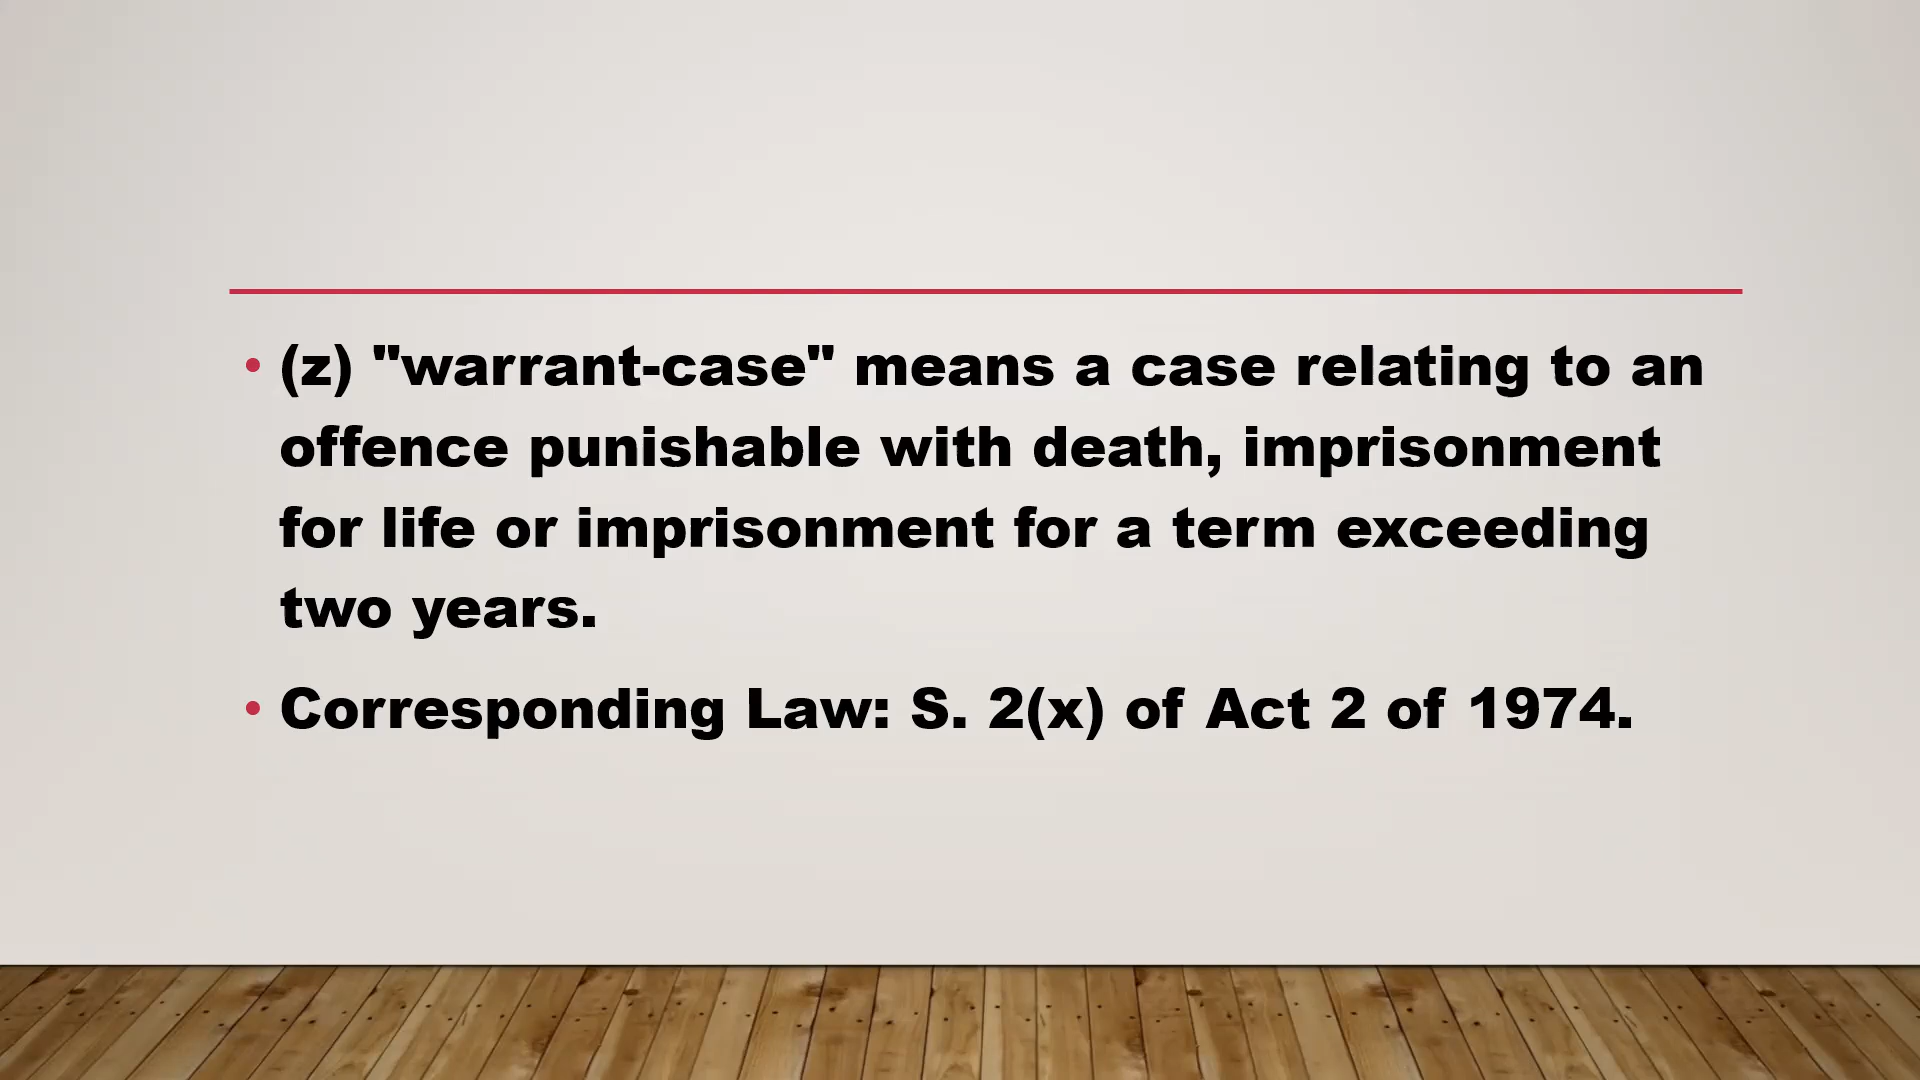 • (z) "warrant-case" means a case relating to an
offence punishable with death, imprisonment
for life or imprisonment for a term exceeding
two years.
• Corresponding Law: S. 2(x) of Act 2 of 1974.